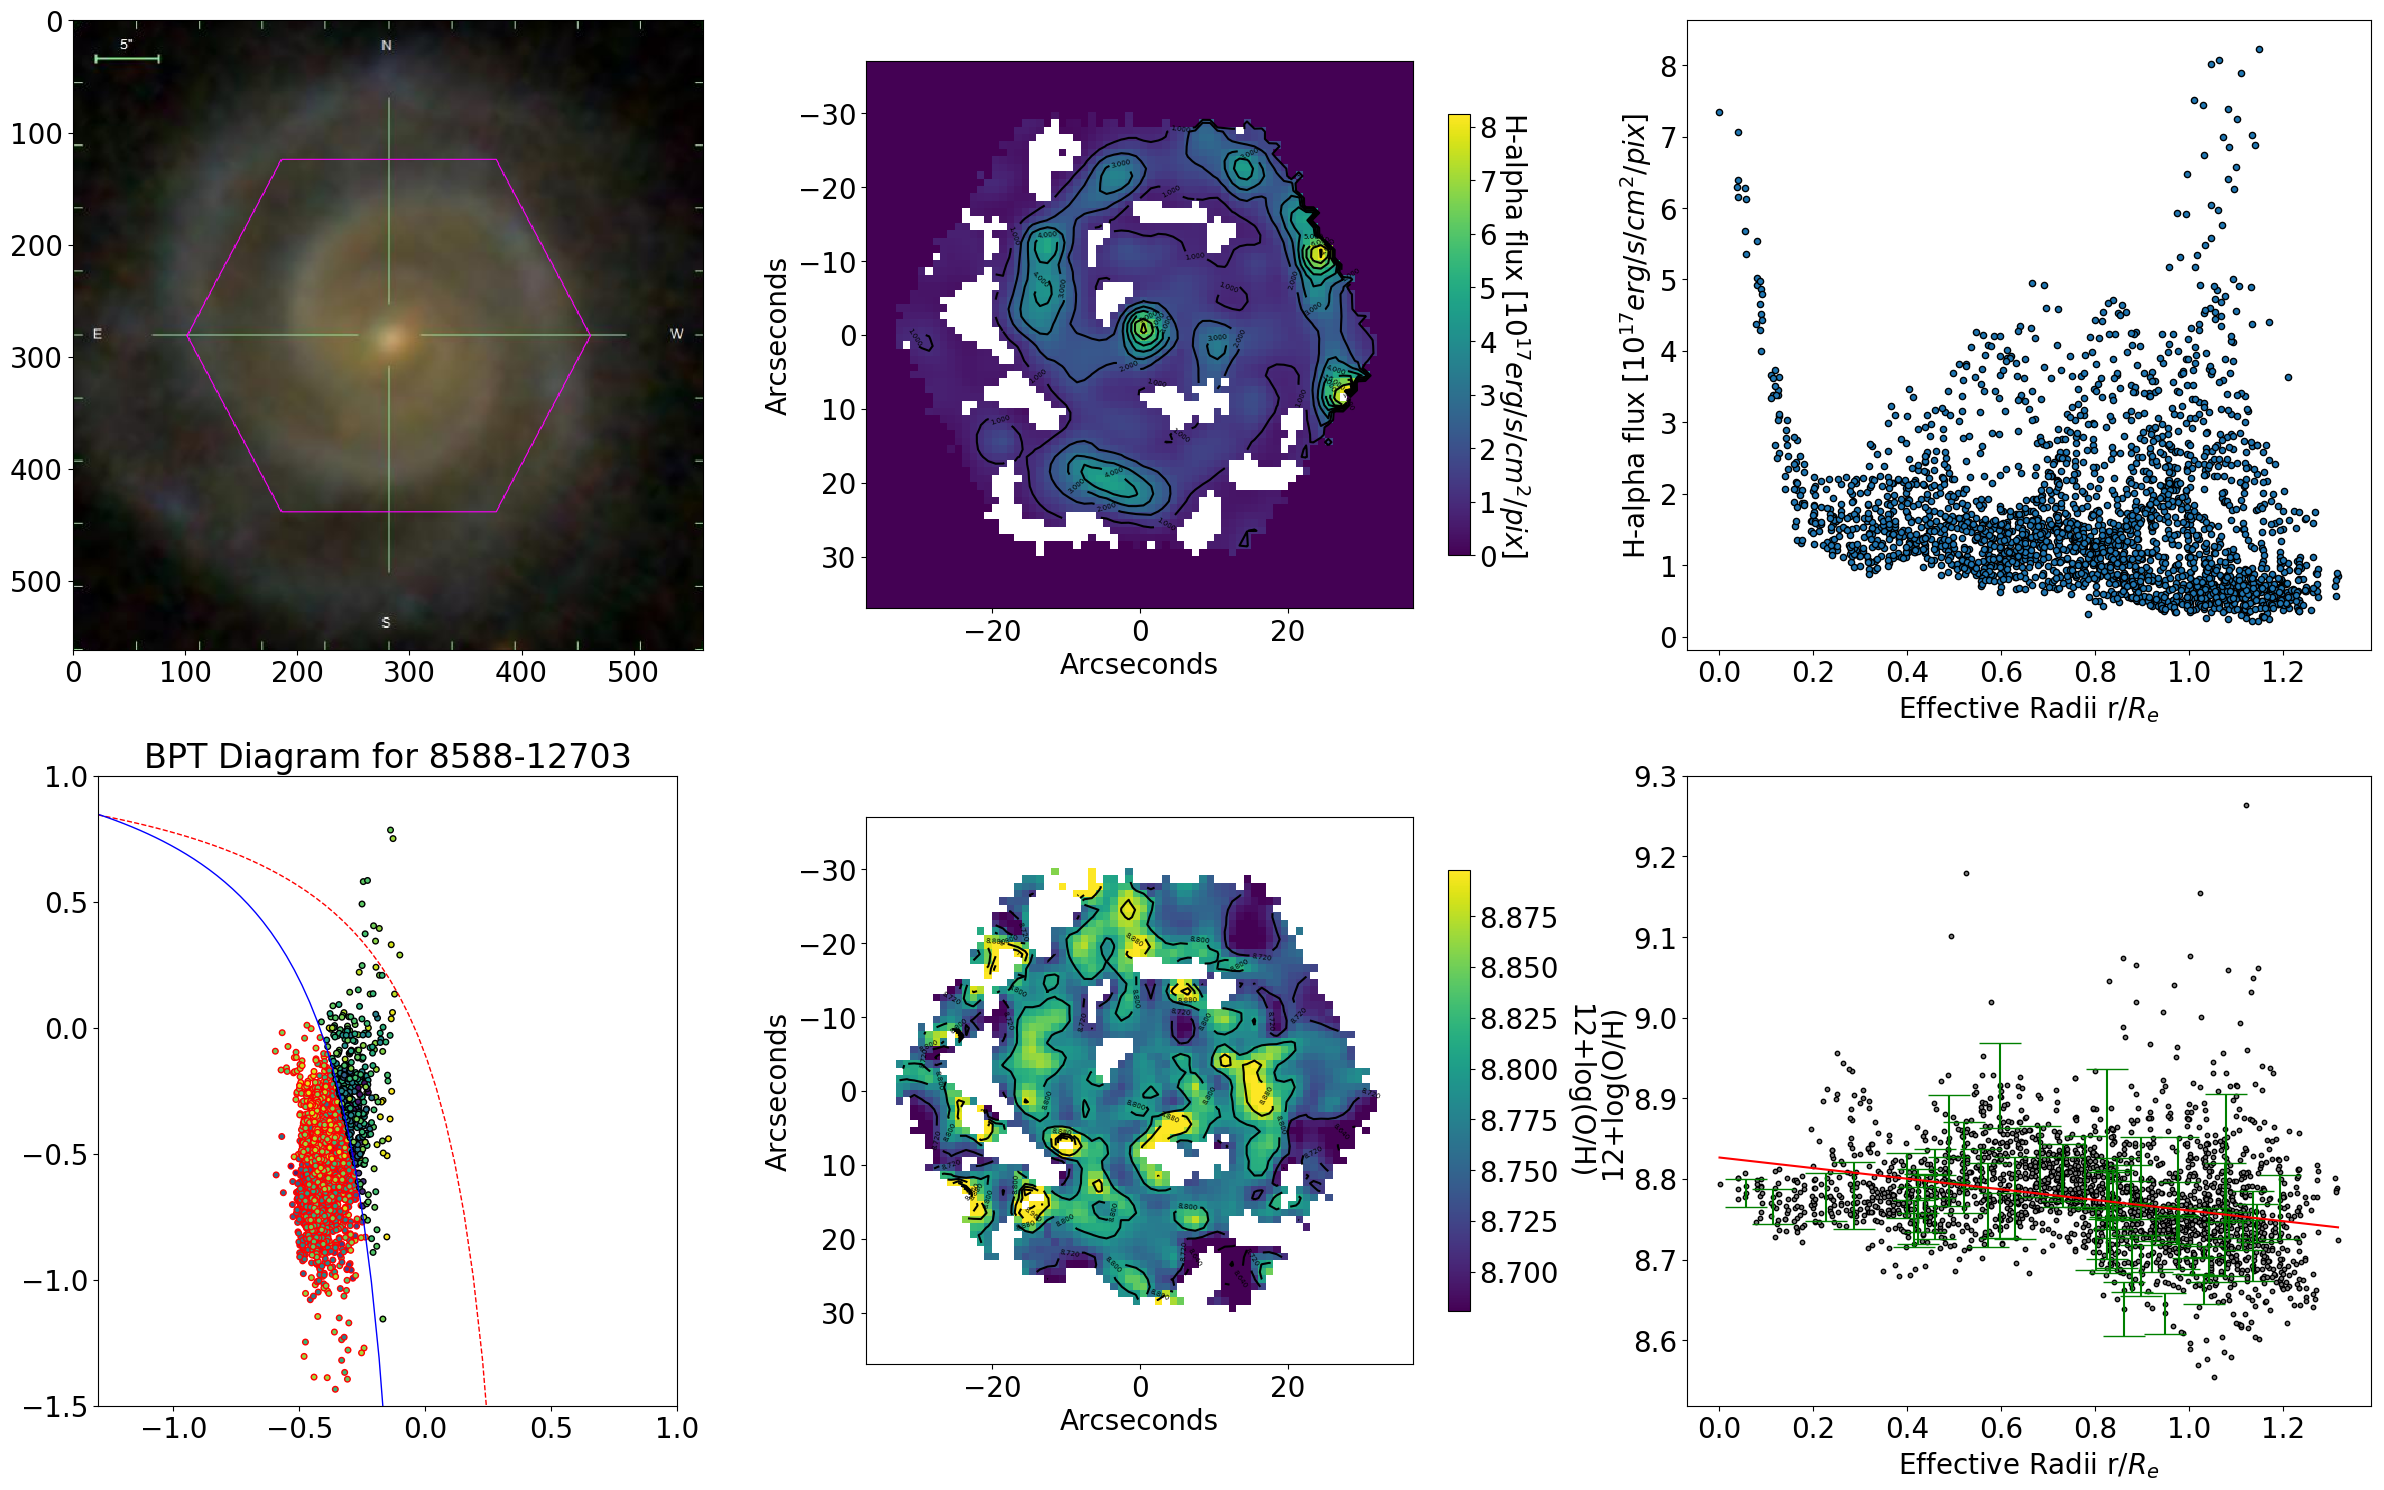 0
100
200
300
400
500
0 100 200 300 400 500
5"
N
E
W
S
−30
−20
−10
0
10
20
30
Arcseconds
−20 0 20
Arcseconds
8
7
6
5
4
3
2
1
0
H-alpha flux [10^17 erg/s/cm^2/pix]
8
7
6
5
4
3
2
1
0
H-alpha flux [10^17 erg/s/cm^2/pix]
0.0 0.2 0.4 0.6 0.8 1.0 1.2
Effective Radii r/R_e
BPT Diagram for 8588-12703
1.0
0.5
0.0
−0.5
−1.0
−1.5
−1.0 −0.5 0.0 0.5 1.0
−30
−20
−10
0
10
20
30
Arcseconds
−20 0 20
Arcseconds
8.875
8.850
8.825
8.800
8.775
8.750
8.725
8.700
12+log(O/H)
12+log(O/H)
9.3
9.2
9.1
9.0
8.9
8.8
8.7
8.6
0.0 0.2 0.4 0.6 0.8 1.0 1.2
Effective Radii r/R_e